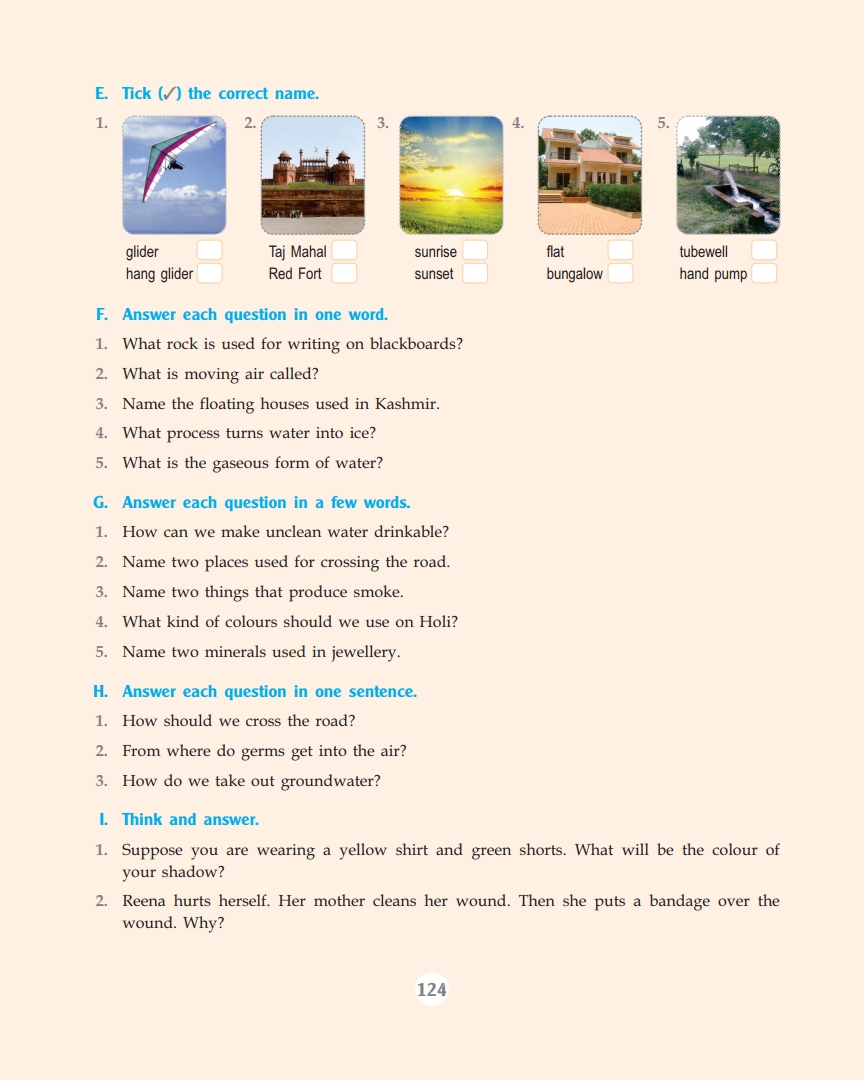 E. Tick (✓) the correct name.
1. 2. 3. 4. 5.
glider Taj Mahal sunrise flat tubewell
hang glider Red Fort sunset bungalow hand pump
F. Answer each question in one word.
1. What rock is used for writing on blackboards?
2. What is moving air called?
3. Name the floating houses used in Kashmir.
4. What process turns water into ice?
5. What is the gaseous form of water?
G. Answer each question in a few words.
1. How can we make unclean water drinkable?
2. Name two places used for crossing the road.
3. Name two things that produce smoke.
4. What kind of colours should we use on Holi?
5. Name two minerals used in jewellery.
H. Answer each question in one sentence.
1. How should we cross the road?
2. From where do germs get into the air?
3. How do we take out groundwater?
I. Think and answer.
1. Suppose you are wearing a yellow shirt and green shorts. What will be the colour of
your shadow?
2. Reena hurts herself. Her mother cleans her wound. Then she puts a bandage over the
wound. Why?
124